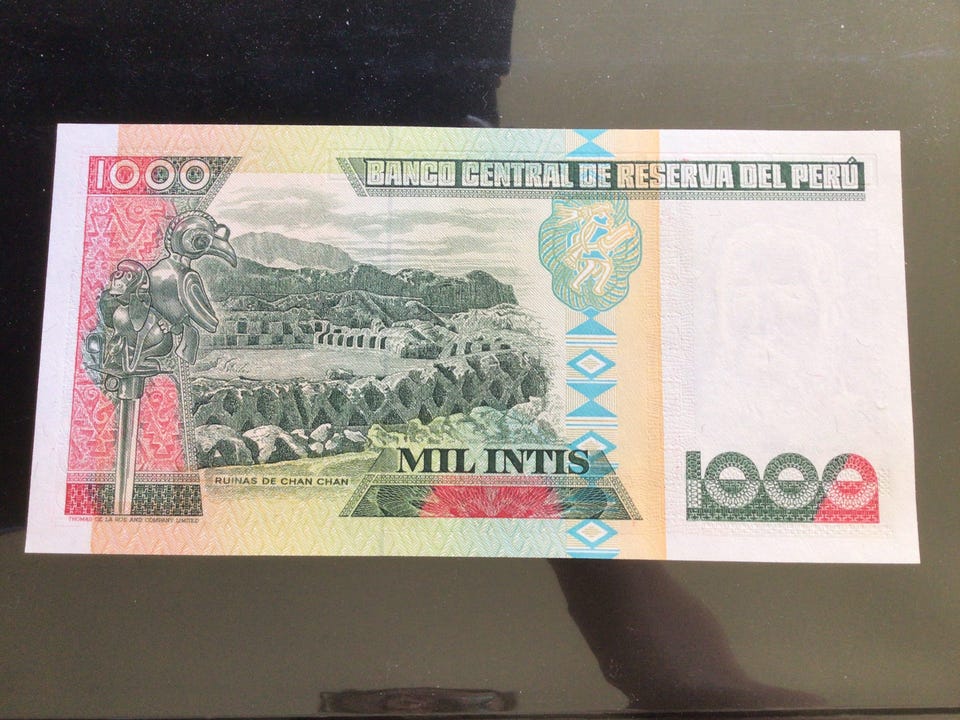 1000
BANCO CENTRAL DE RESERVA DEL PERÚ
MIL INTIS
RUINAS DE CHAN CHAN
1000
THOMAS DE LA RUE AND COMPANY LIMITED